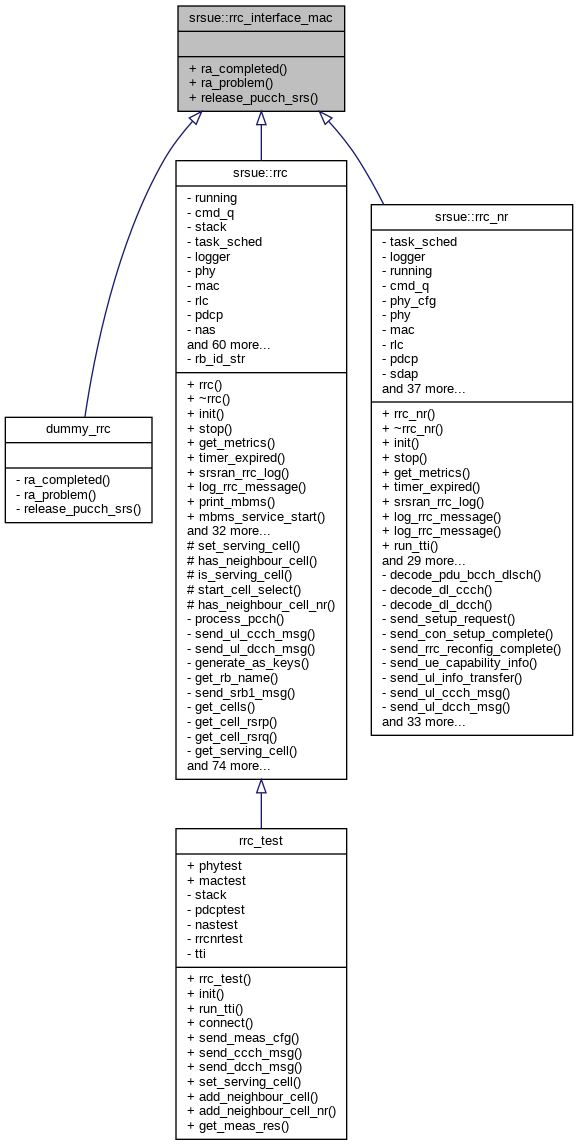 srsue::rrc_interface_mac
+ ra_completed()
+ ra_problem()
+ release_pucch_srs()
dummy_rrc
- ra_completed()
- ra_problem()
- release_pucch_srs()
srsue::rrc
- running
- cmd_q
- stack
- task_sched
- logger
- phy
- mac
- rlc
- pdcp
- nas
and 60 more...
- rb_id_str
+ rrc()
+ ~rrc()
+ init()
+ stop()
+ get_metrics()
+ timer_expired()
+ srsran_rrc_log()
+ log_rrc_message()
+ print_mbms()
+ mbms_service_start()
and 32 more...
# set_serving_cell()
# has_neighbour_cell()
# is_serving_cell()
# start_cell_select()
# has_neighbour_cell_nr()
- process_pcch()
- send_ul_ccch_msg()
- send_ul_dcch_msg()
- generate_as_keys()
- get_rb_name()
- send_srb1_msg()
- get_cells()
- get_cell_rsrp()
- get_cell_rsrq()
- get_serving_cell()
and 74 more...
srsue::rrc_nr
- task_sched
- logger
- running
- cmd_q
- phy_cfg
- phy
- mac
- rlc
- pdcp
- sdap
and 37 more...
+ rrc_nr()
+ ~rrc_nr()
+ init()
+ stop()
+ get_metrics()
+ timer_expired()
+ srsran_rrc_log()
+ log_rrc_message()
+ log_rrc_message()
+ run_tti()
and 29 more...
- decode_pdu_bcch_dlsch()
- decode_dl_ccch()
- decode_dl_dcch()
- send_setup_request()
- send_con_setup_complete()
- send_rrc_reconfig_complete()
- send_ue_capability_info()
- send_ul_info_transfer()
- send_ul_ccch_msg()
- send_ul_dcch_msg()
and 33 more...
rrc_test
+ phytest
+ mactest
- stack
- pdcptest
- nastest
- rrcnrtest
- tti
+ rrc_test()
+ init()
+ run_tti()
+ connect()
+ send_meas_cfg()
+ send_ccch_msg()
+ send_dcch_msg()
+ set_serving_cell()
+ add_neighbour_cell()
+ add_neighbour_cell_nr()
+ get_meas_res()